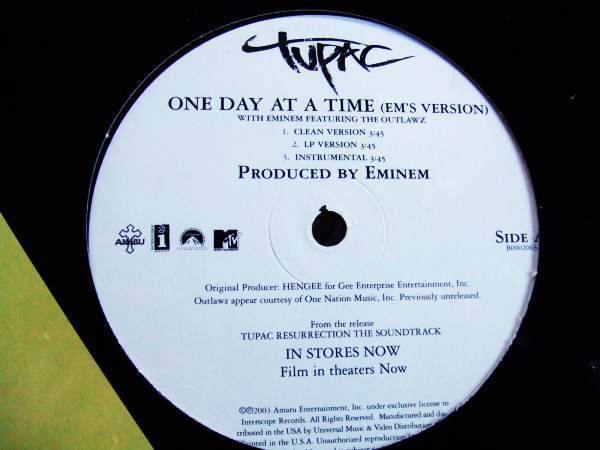 TUPAC
ONE DAY AT A TIME (EM'S VERSION)
WITH EMINEM FEATURING THE OUTLAWZ
1. CLEAN VERSION 3:45
2. LP VERSION 3:45
3. INSTRUMENTAL 3:45
PRODUCED BY EMINEM
AMARU
i
MTV
SIDE A
Original Producer: HENGEE for Gee Enterprise Entertainment, Inc.
Outlawz appear courtesy of One Nation Music, Inc. Previously unreleased.
From the release
TUPAC RESURRECTION THE SOUNDTRACK
IN STORES NOW
Film in theaters Now
©℗2003 Amaru Entertainment, Inc. under exclusive license to
Interscope Records. All Rights Reserved. Manufactured and
tributed in the USA by Universal Music & Video Distribution
Printed in the U.S.A. Unauthorized reproduction